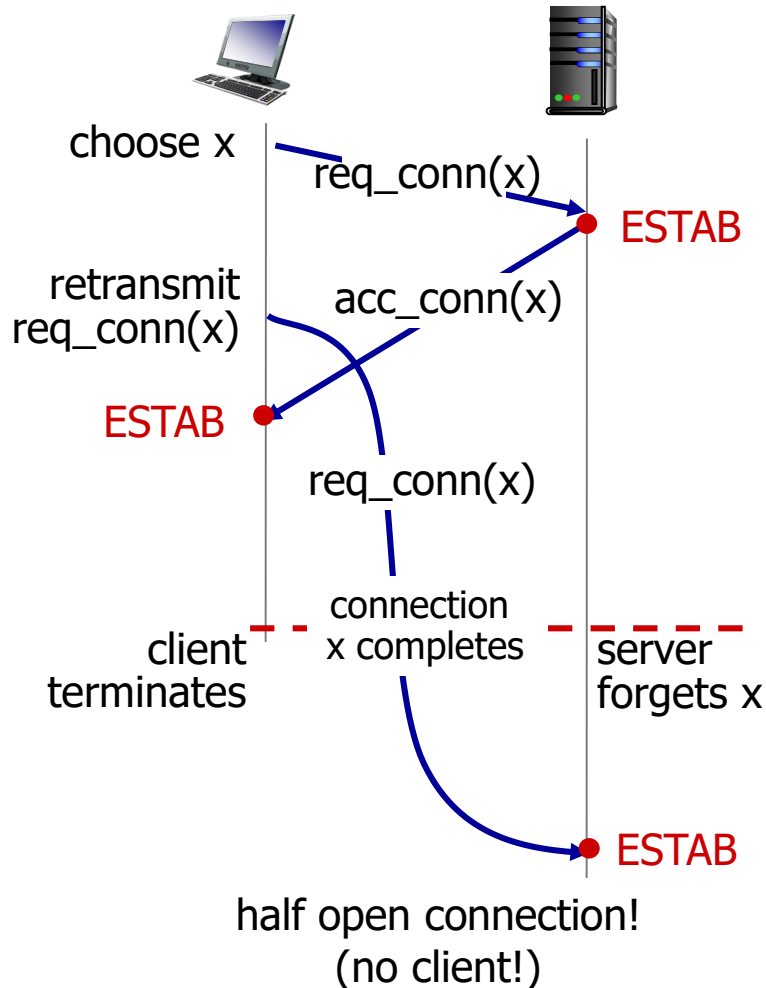 choose x
req_conn(x)
ESTAB
retransmit
req_conn(x)
acc_conn(x)
ESTAB
req_conn(x)
connection
x completes
client
terminates
server
forgets x
ESTAB
half open connection!
(no client!)